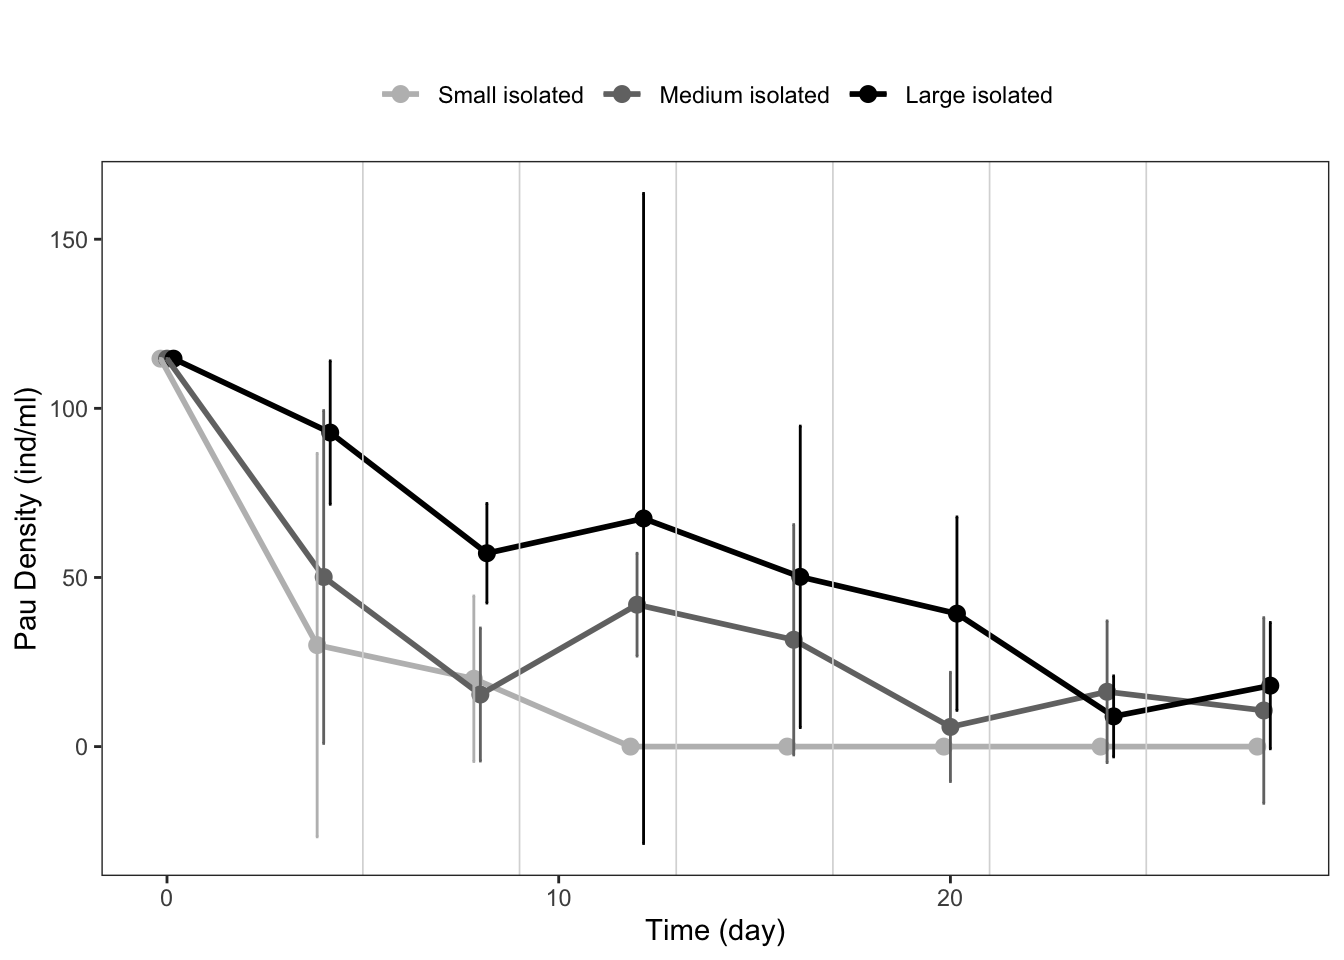 Small isolated Medium isolated Large isolated
150
100
50
0
Pau Density (ind/ml)
0 10 20
Time (day)